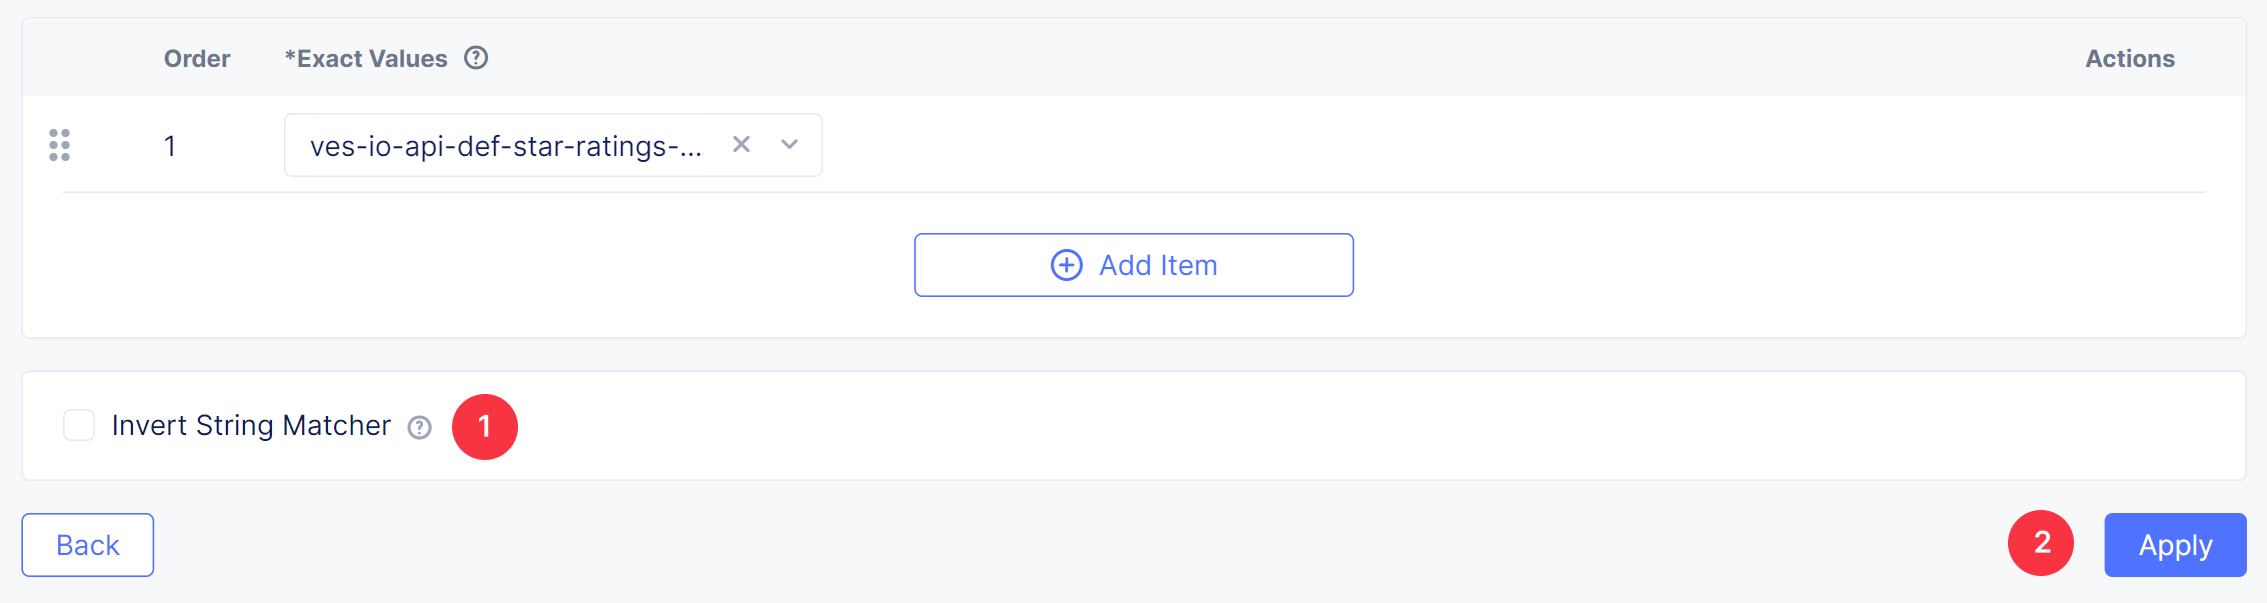 Order *Exact Values ? Actions
1 ves-io-api-def-star-ratings-...
Add Item
Invert String Matcher ? 1
Back 2 Apply